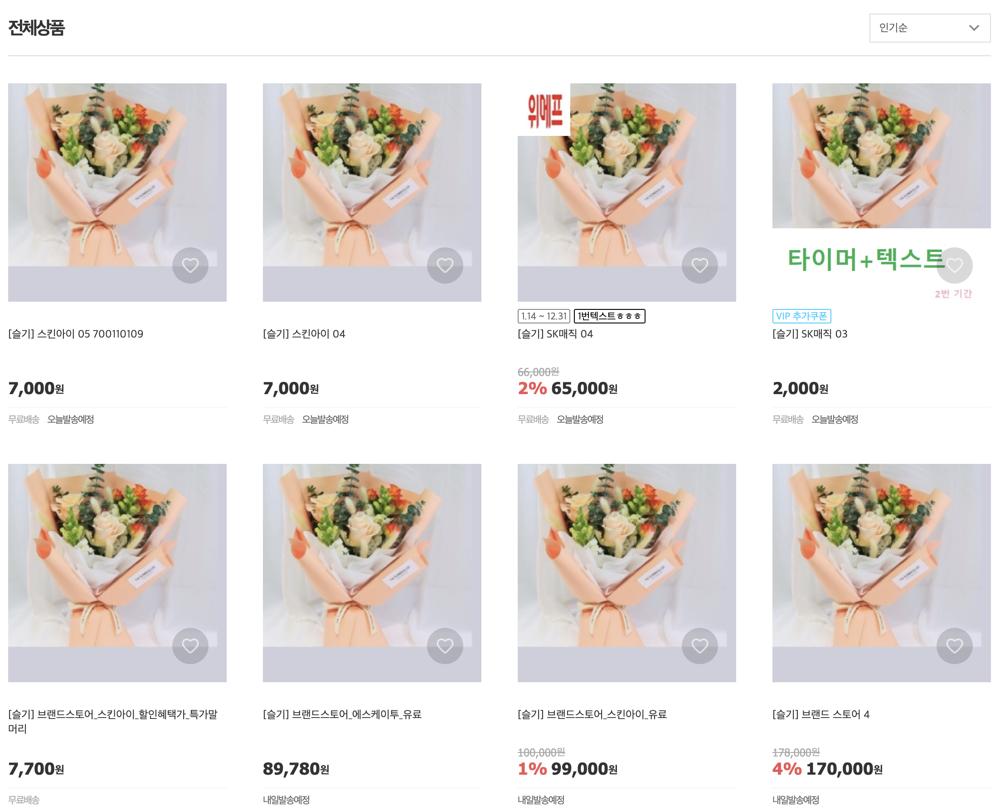 전체상품
인기순
위메프
타이머+텍스트
2번 기간
1.14 ~ 12.31 1번텍스트ㅎㅎㅎ
VIP 추가쿠폰
[슬기] 스킨아이 05 700110109
[슬기] 스킨아이 04
[슬기] SK매직 04
[슬기] SK매직 03
66,000원
7,000원
7,000원
2% 65,000원
2,000원
무료배송 오늘발송예정
무료배송 오늘발송예정
무료배송 오늘발송예정
무료배송 오늘발송예정
[슬기] 브랜드스토어_스킨아이_할인혜택가_특가말
머리
[슬기] 브랜드스토어_에스케이투_유료
[슬기] 브랜드스토어_스킨아이_유료
[슬기] 브랜드 스토어 4
100,000원
178,000원
7,700원
89,780원
1% 99,000원
4% 170,000원
무료배송
내일발송예정
내일발송예정
내일발송예정